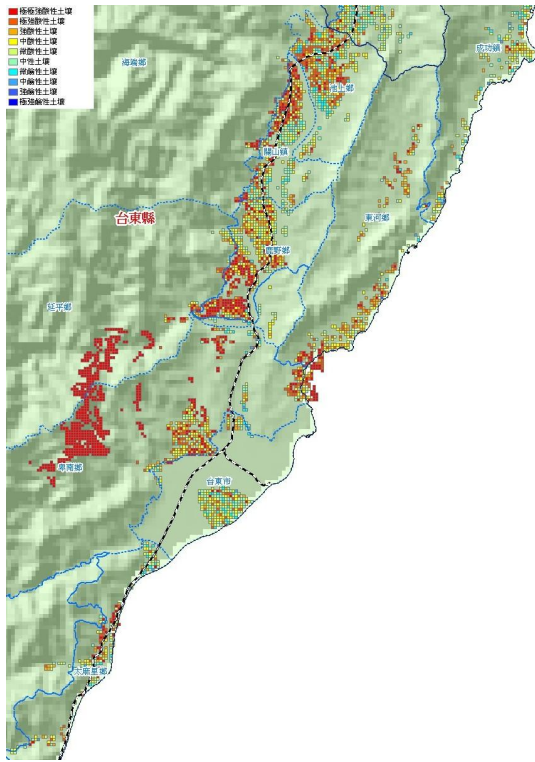 極極強酸性土壤
極強酸性土壤
強酸性土壤
中酸性土壤
微酸性土壤
中性土壤
微鹼性土壤
中鹼性土壤
強鹼性土壤
極強鹼性土壤
成功鎮
海端鄉
池上鄉
關山鎮
台東縣
東河鄉
鹿野鄉
延平鄉
卑南鄉
台東市
太麻里鄉